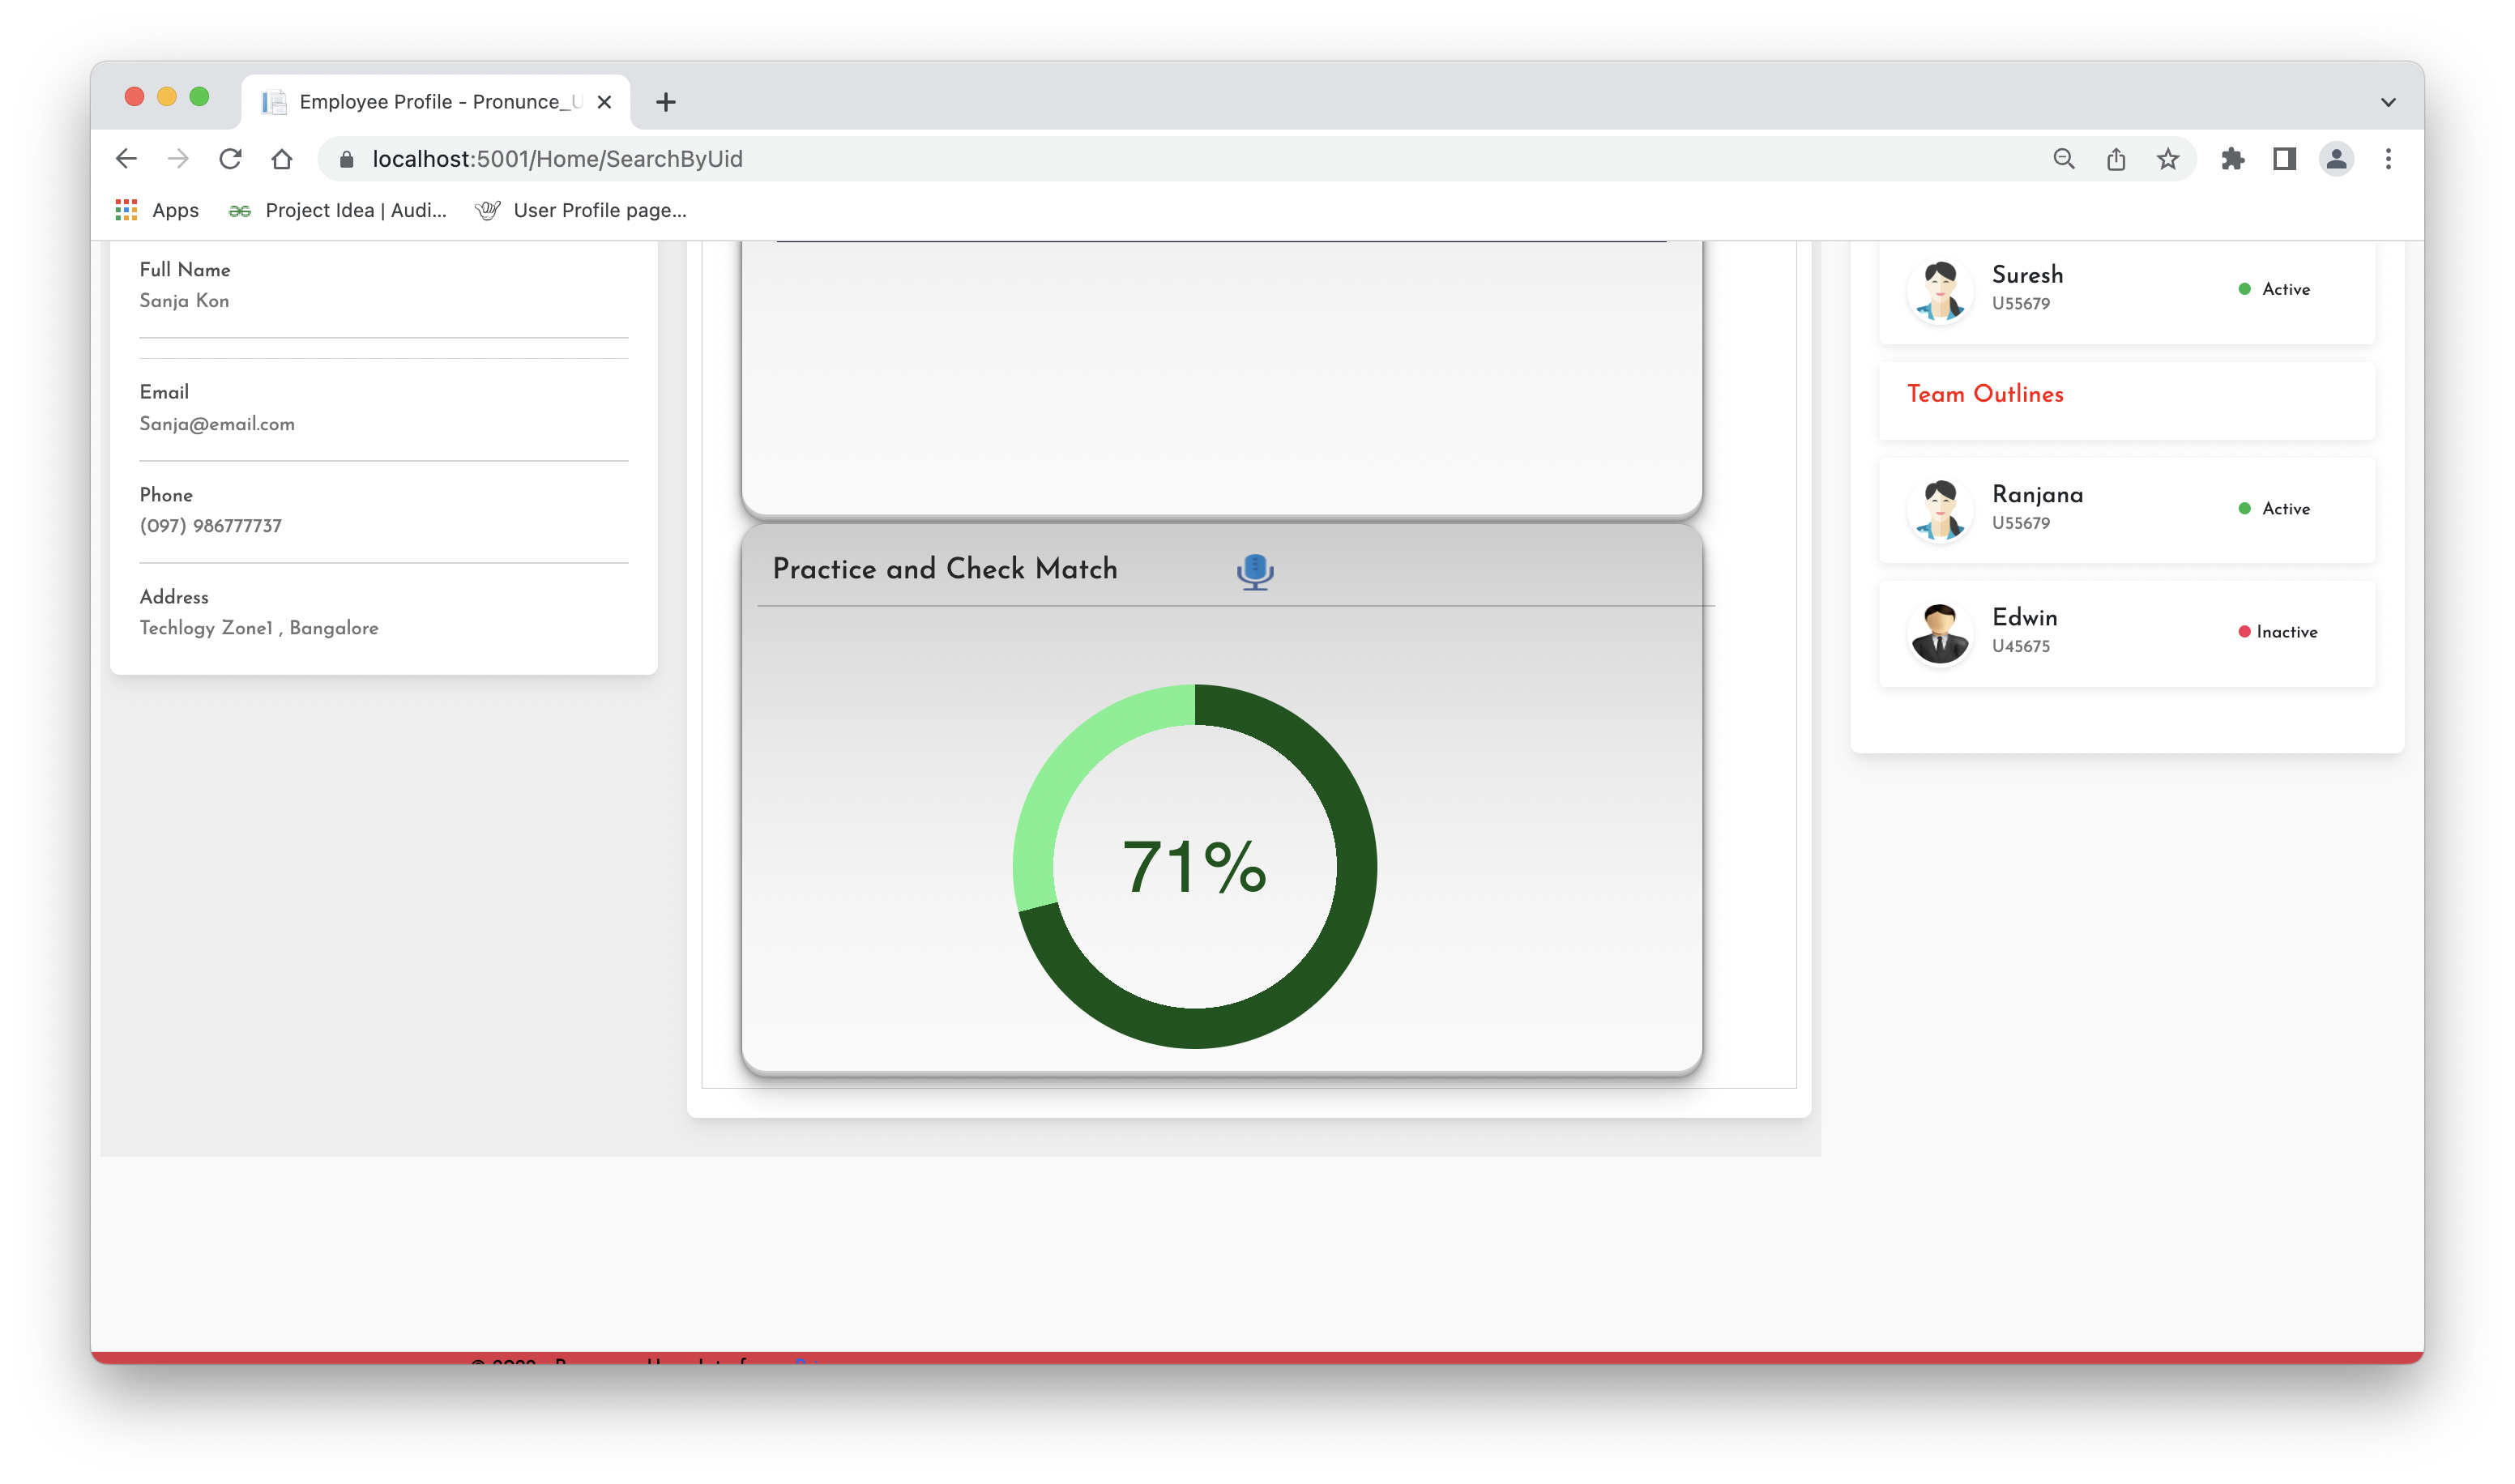 Employee Profile - Pronunce_U
localhost:5001/Home/SearchByUid
Apps
Project Idea | Audi...
User Profile page...
Full Name
Sanja Kon
Email
Sanja@email.com
Phone
(097) 986777737
Address
Techlogy Zone1 , Bangalore
Practice and Check Match
71%
Suresh
U55679
Active
Team Outlines
Ranjana
U55679
Active
Edwin
U45675
Inactive